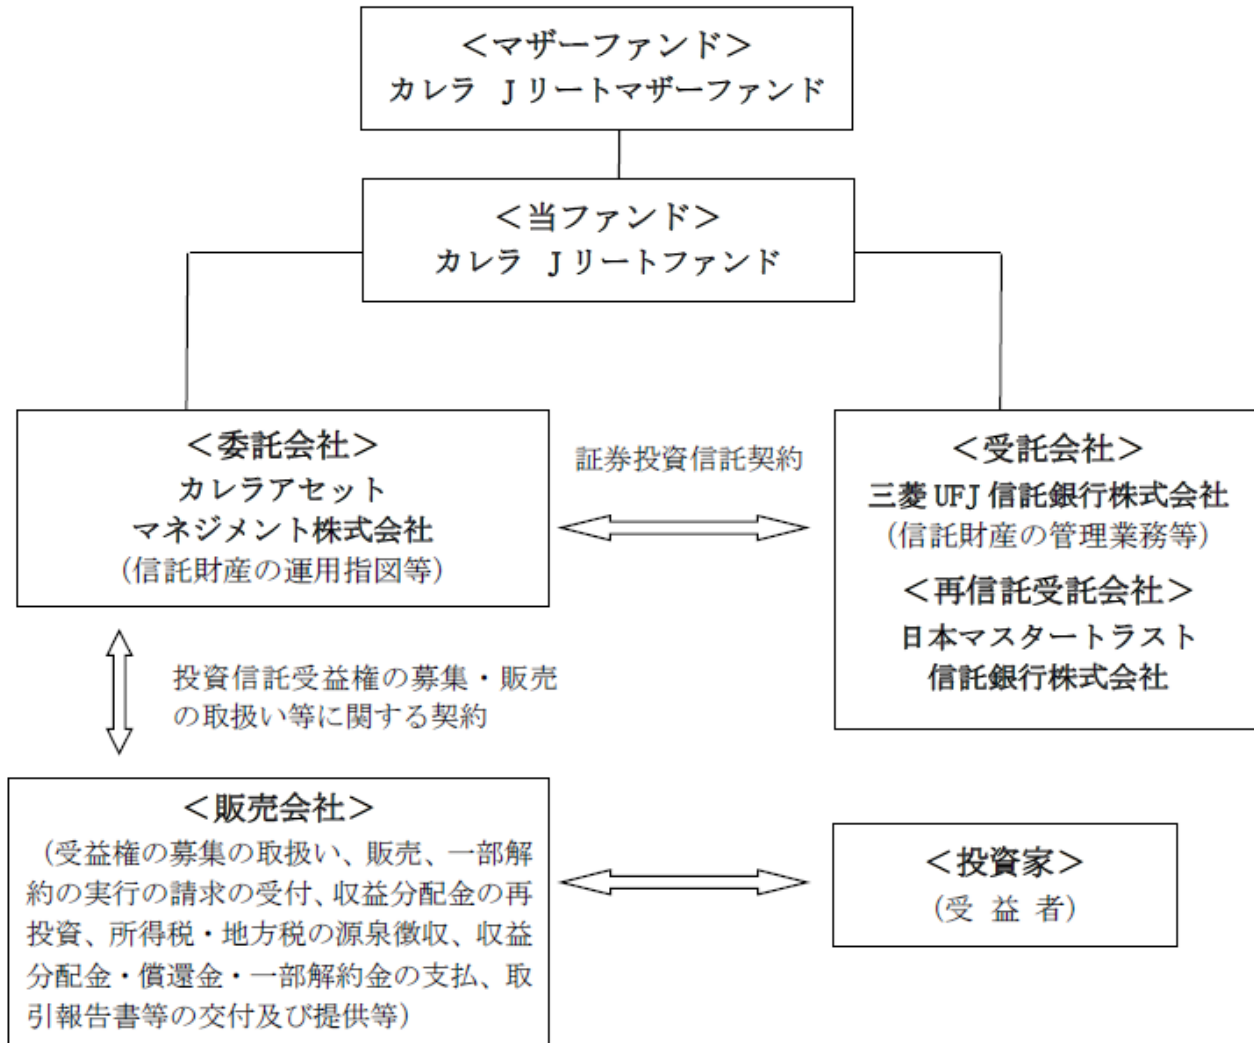 ＜マザーファンド＞
カレラ Ｊリートマザーファンド
＜当ファンド＞
カレラ Ｊリートファンド
＜委託会社＞
カレラアセット
マネジメント株式会社
（信託財産の運用指図等）
証券投資信託契約
＜受託会社＞
三菱 UFJ 信託銀行株式会社
（信託財産の管理業務等）
＜再信託受託会社＞
日本マスタートラスト
信託銀行株式会社
投資信託受益権の募集・販売
の取扱い等に関する契約
＜販売会社＞
（受益権の募集の取扱い、販売、一部解
約の実行の請求の受付、収益分配金の再
投資、所得税・地方税の源泉徴収、収益
分配金・償還金・一部解約金の支払、取
引報告書等の交付及び提供等）
＜投資家＞
（受 益 者）